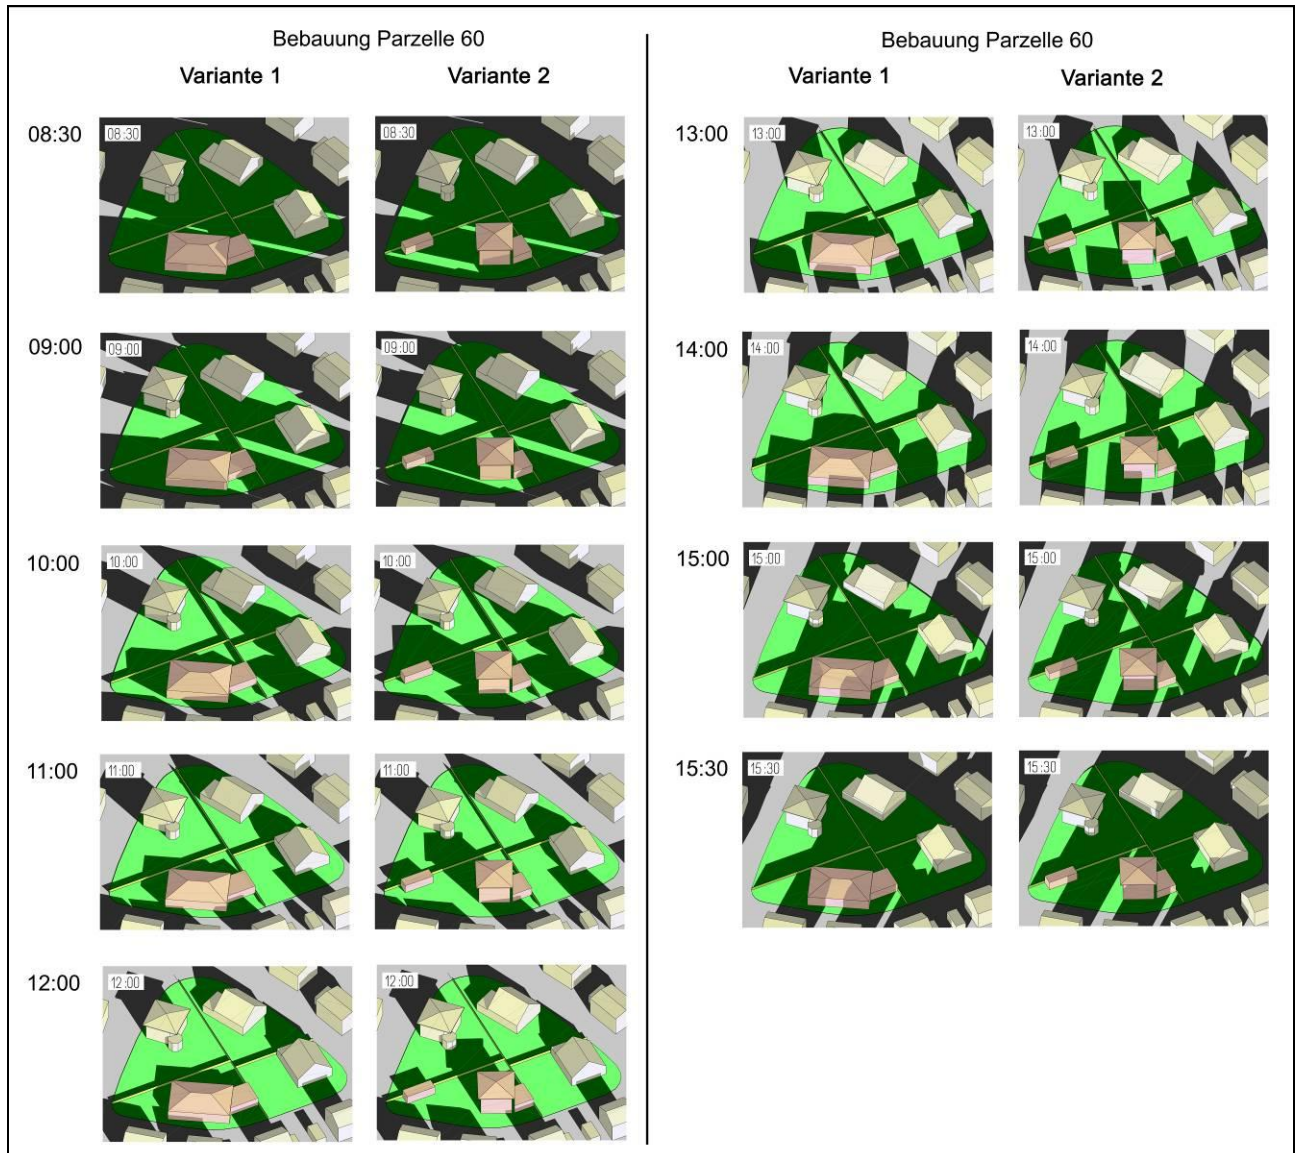 Bebauung Parzelle 60
Variante 1 Variante 2
08:30 08:30 08:30
09:00 09:00 09:00
10:00 10:00 10:00
11:00 11:00 11:00
12:00 12:00 12:00
Bebauung Parzelle 60
Variante 1 Variante 2
13:00 13:00 13:00
14:00 14:00 14:00
15:00 15:00 15:00
15:30 15:30 15:30